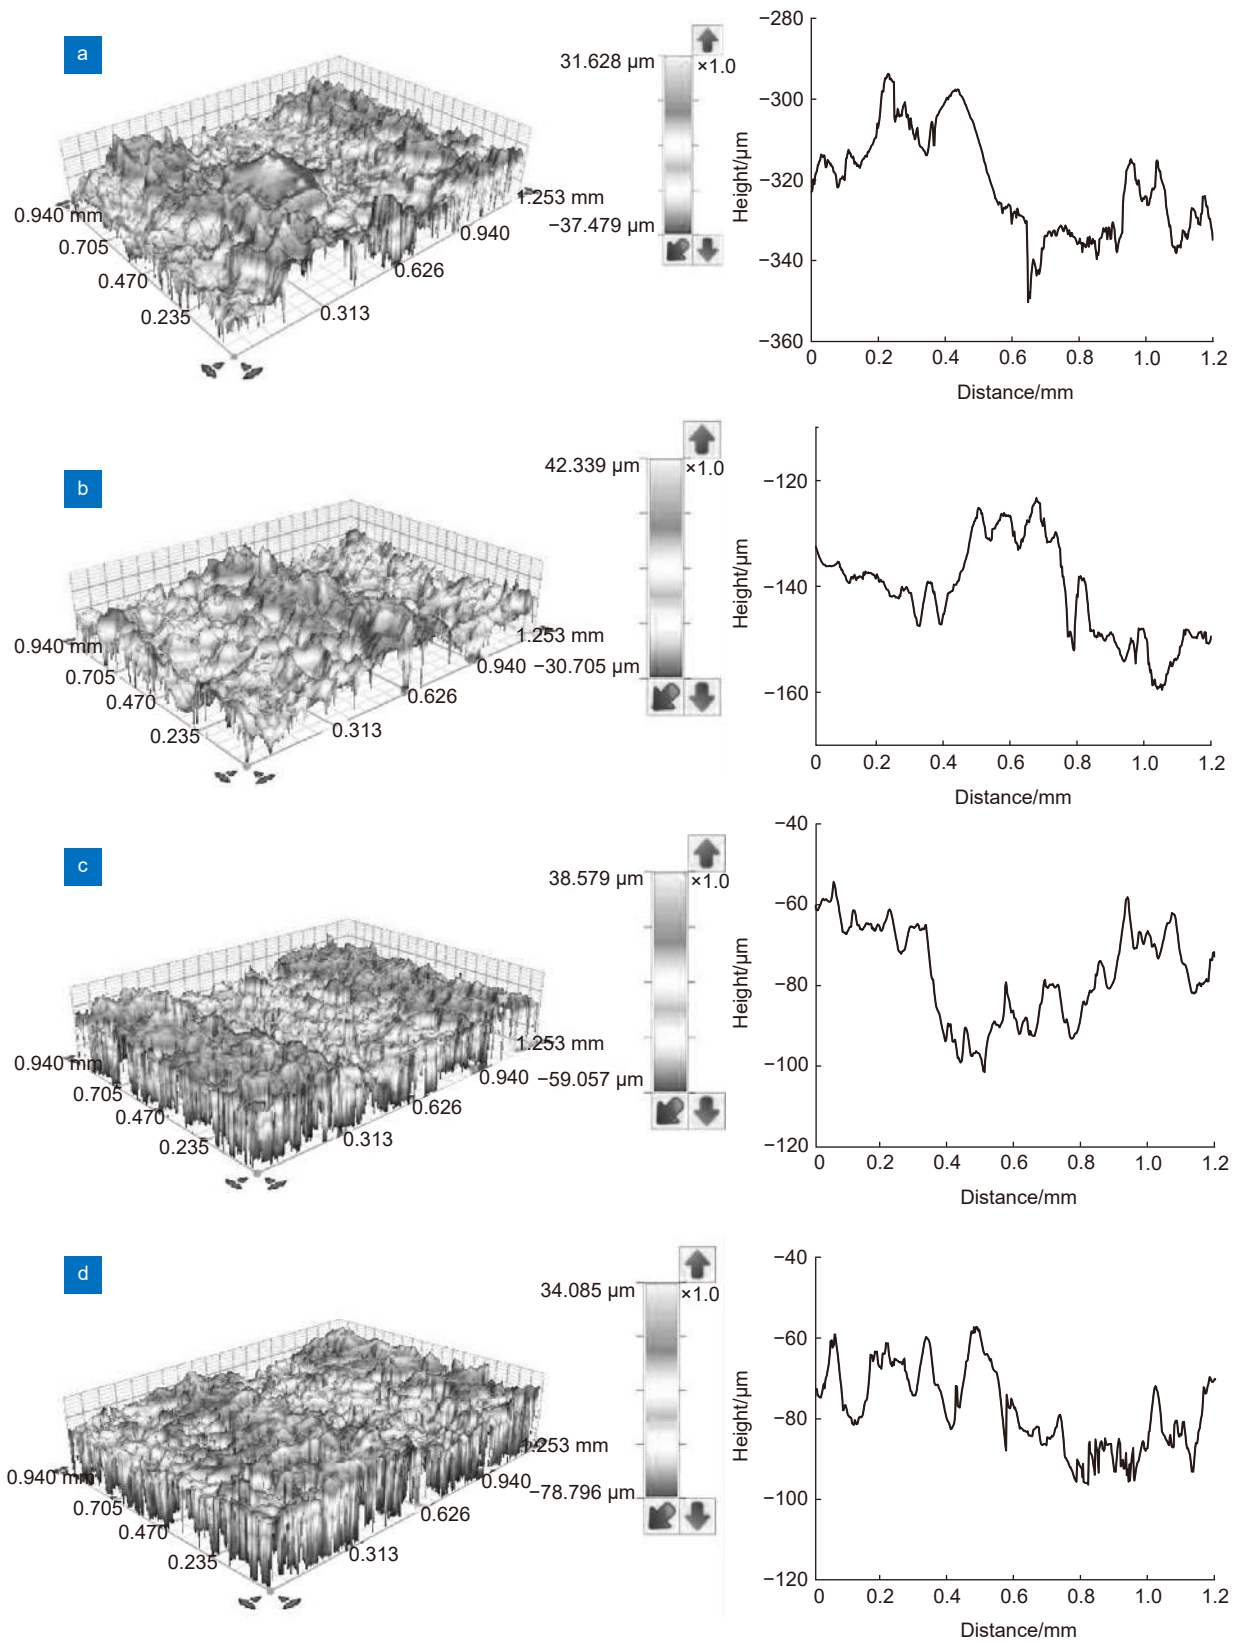 a
31.628 µm
×1.0
−37.479 µm
0.940 mm
0.705
0.470
0.235
0.313
0.626
0.940
1.253 mm
Height/µm
−280
−300
−320
−340
−360
0 0.2 0.4 0.6 0.8 1.0 1.2
Distance/mm
b
42.339 µm
×1.0
−30.705 µm
0.940 mm
0.705
0.470
0.235
0.313
0.626
0.940
1.253 mm
Height/µm
−120
−140
−160
0 0.2 0.4 0.6 0.8 1.0 1.2
Distance/mm
c
38.579 µm
×1.0
−59.057 µm
0.940 mm
0.705
0.470
0.235
0.313
0.626
0.940
1.253 mm
Height/µm
−40
−60
−80
−100
−120
0 0.2 0.4 0.6 0.8 1.0 1.2
Distance/mm
d
34.085 µm
×1.0
−78.796 µm
0.940 mm
0.705
0.470
0.235
0.313
0.626
0.940
1.253 mm
Height/µm
−40
−60
−80
−100
−120
0 0.2 0.4 0.6 0.8 1.0 1.2
Distance/mm